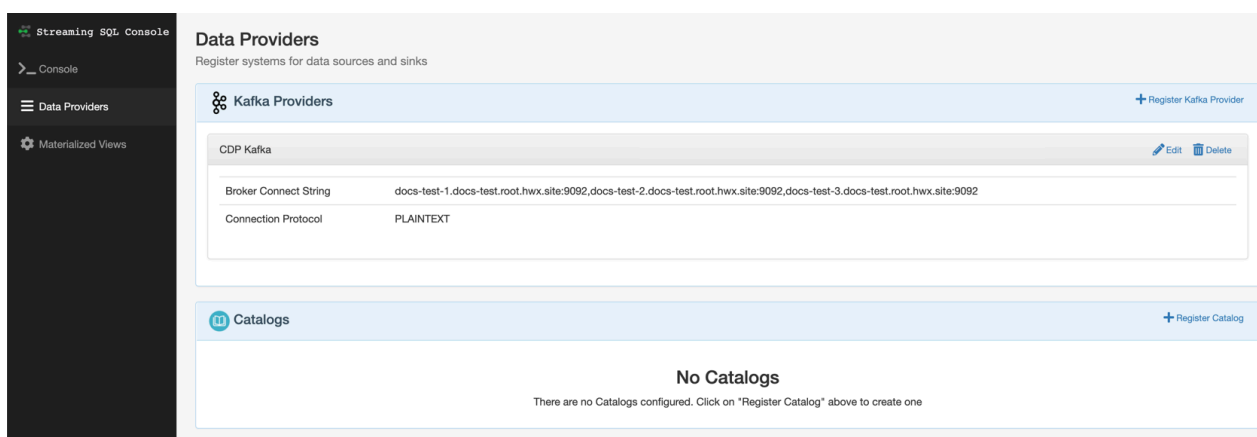 Streaming SQL Console
Console
Data Providers
Materialized Views
Data Providers
Register systems for data sources and sinks
Kafka Providers
Register Kafka Provider
CDP Kafka
Edit Delete
Broker Connect String docs-test-1.docs-test.root.hwx.site:9092,docs-test-2.docs-test.root.hwx.site:9092,docs-test-3.docs-test.root.hwx.site:9092
Connection Protocol PLAINTEXT
Catalogs
Register Catalog
No Catalogs
There are no Catalogs configured. Click on "Register Catalog" above to create one